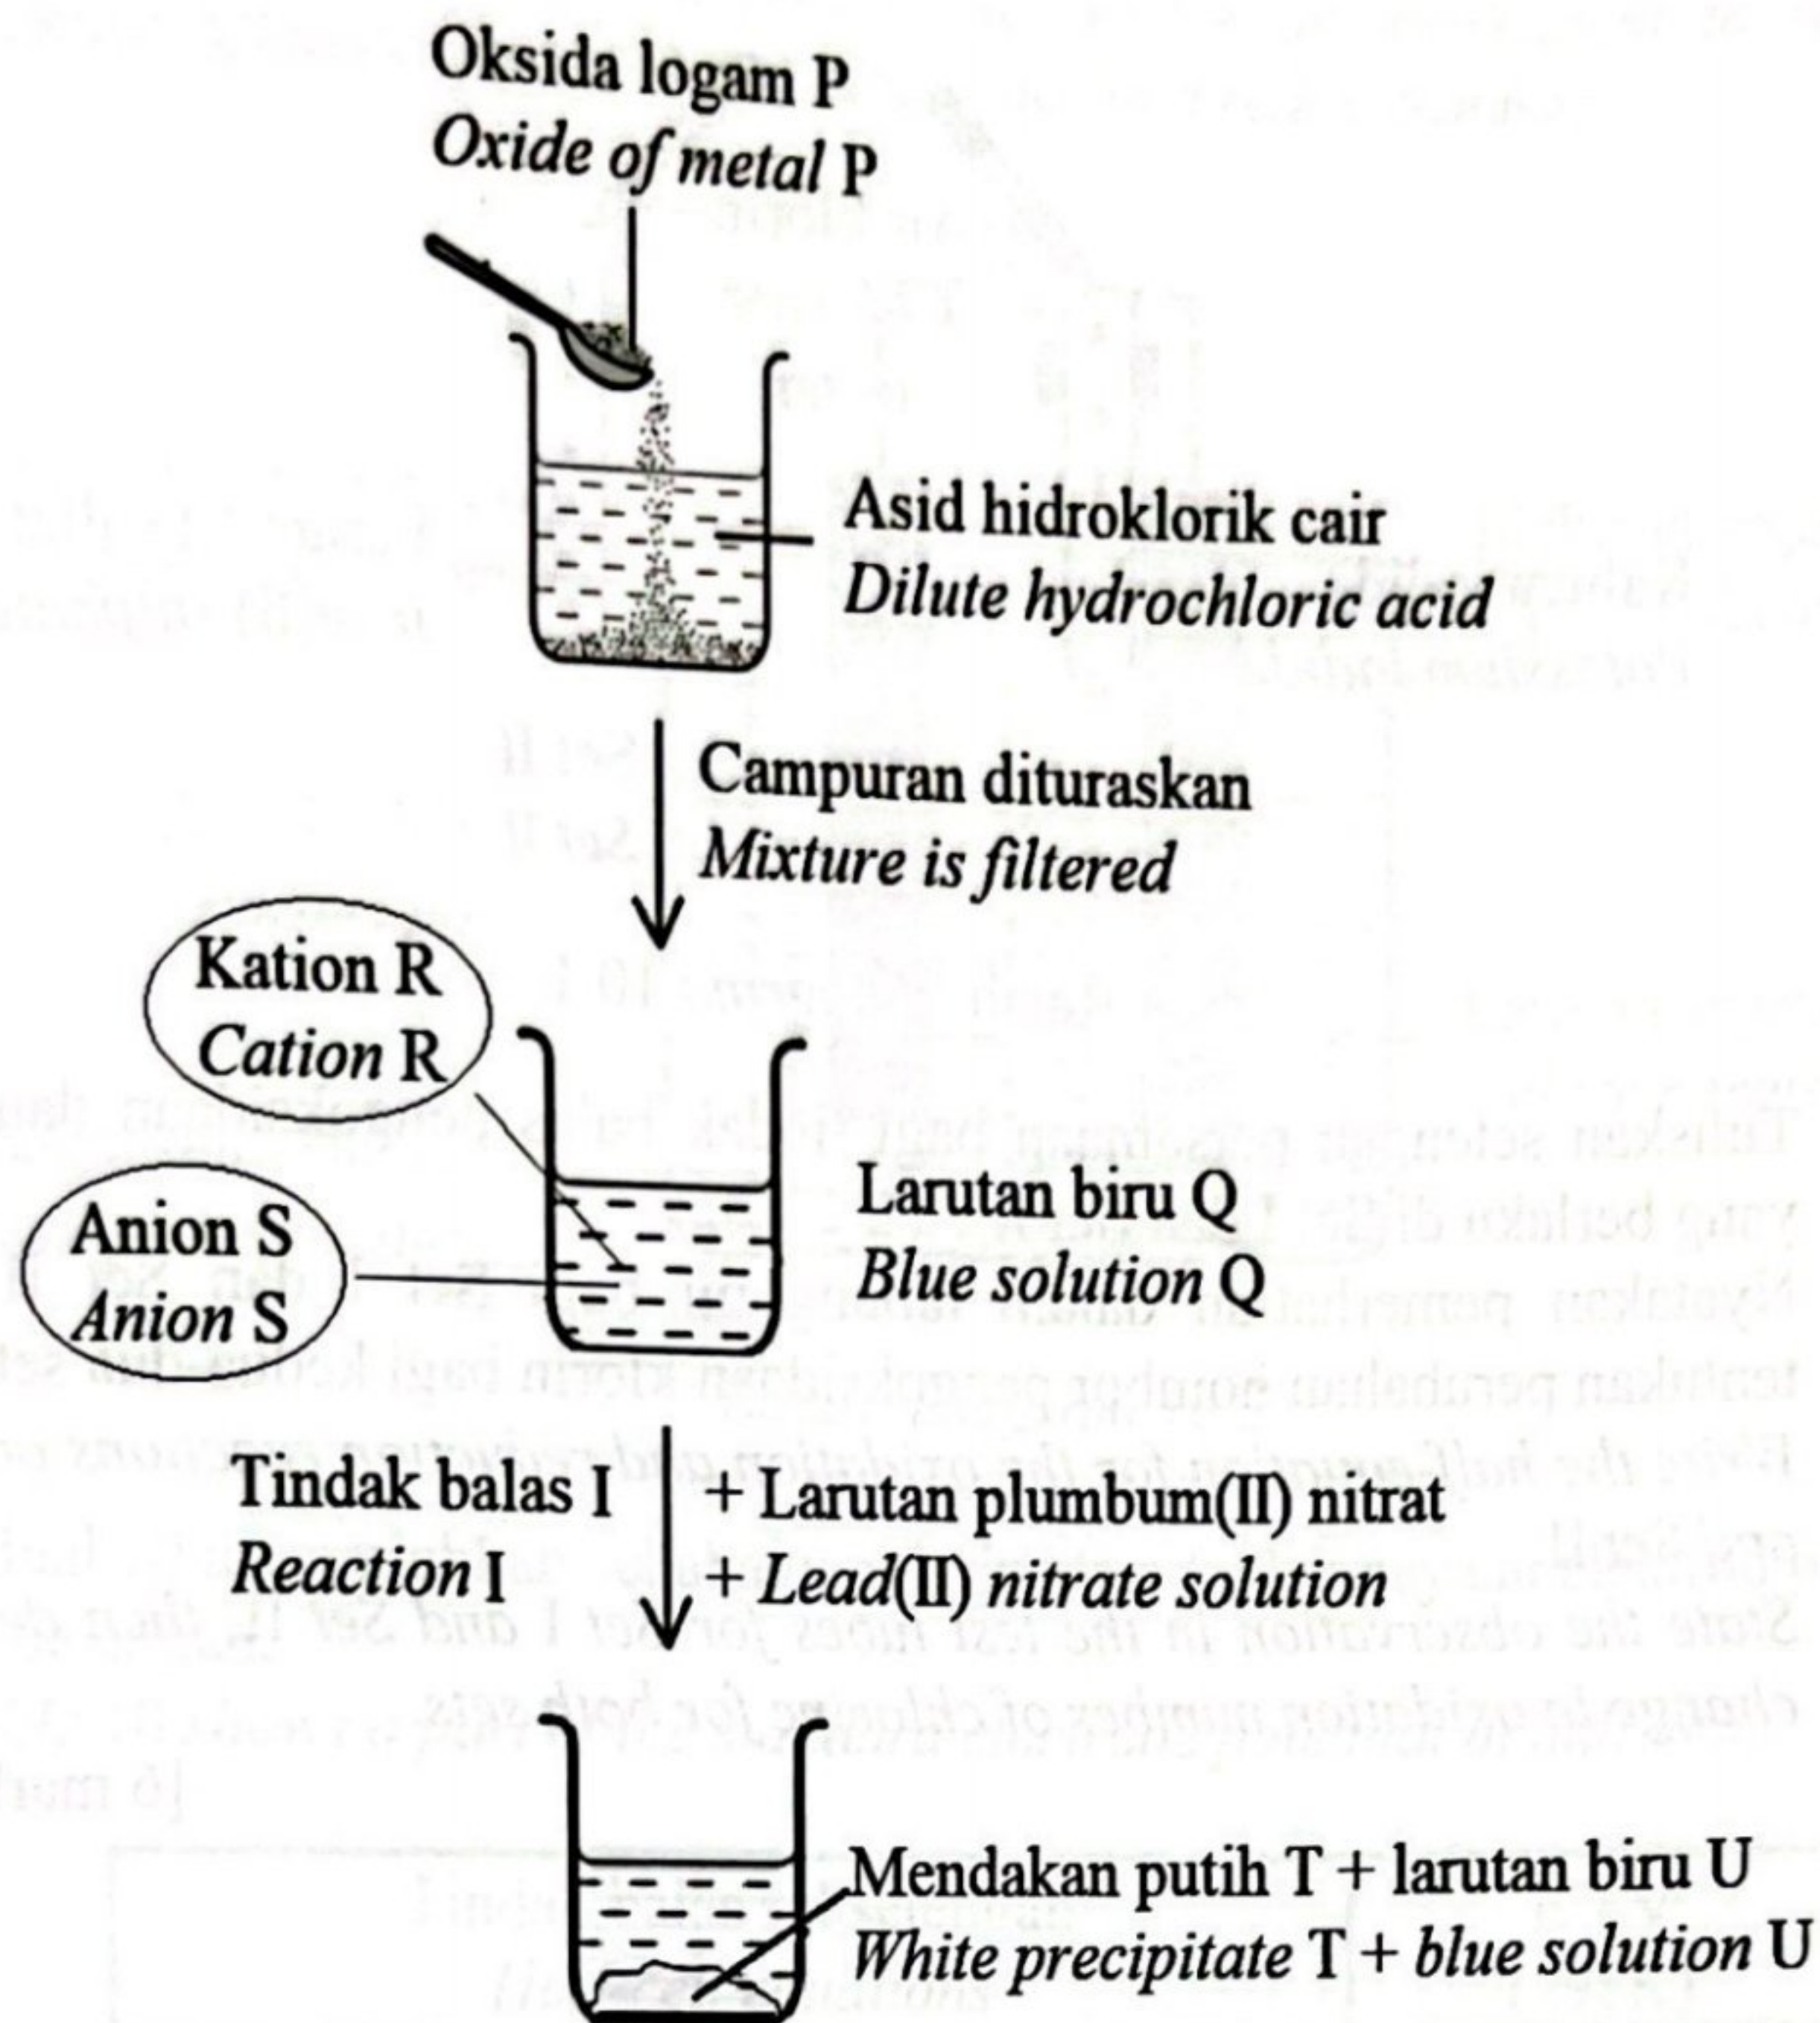 Oksida logam P
Oxide of metal P
Asid hidroklorik cair
Dilute hydrochloric acid
Campuran dituraskan
Mixture is filtered
Kation R
Cation R
Anion S
Anion S
Larutan biru Q
Blue solution Q
Tindak balas I
Reaction I
+ Larutan plumbum(II) nitrat
+ Lead(II) nitrate solution
Mendakan putih T + larutan biru U
White precipitate T + blue solution U